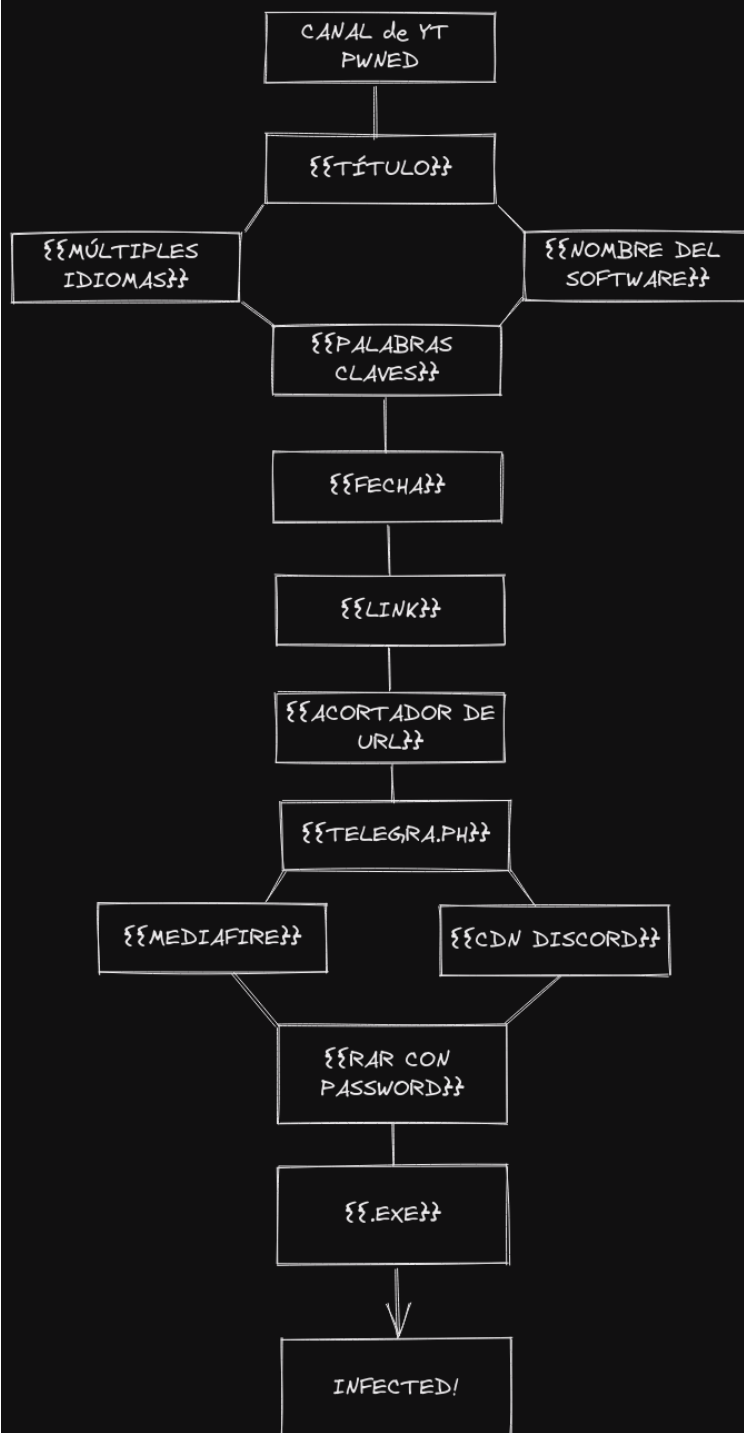 CANAL de YT
PWNED
{{TÍTULO}}
{{MÚLTIPLES
IDIOMAS}}
{{NOMBRE DEL
SOFTWARE}}
{{PALABRAS
CLAVES}}
{{FECHA}}
{{LINK}}
{{ACORTADOR DE
URL}}
{{TELEGRA.PH}}
{{MEDIAFIRE}}
{{CDN DISCORD}}
{{RAR CON
PASSWORD}}
{{.EXE}}
INFECTED!